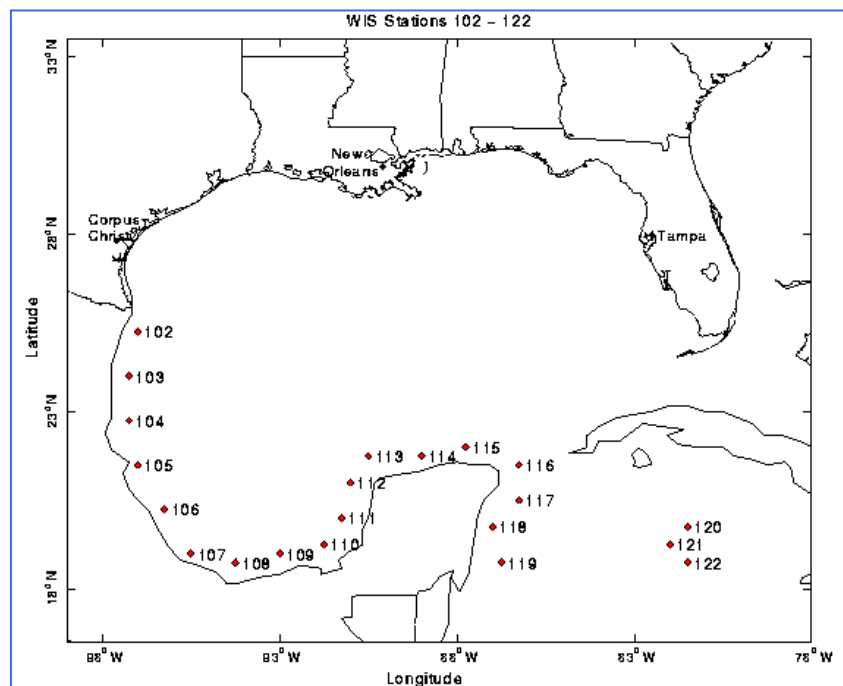 WIS Stations 102 – 122
33°N
New
Orleans
Corpus
Christi
28°N
Tampa
Latitude
102
103
23°N
104
115
113
114
105
116
112
117
106
111
118
120
110
121
107
109
108
119
122
18°N
98°W
93°W
88°W
83°W
78°W
Longitude